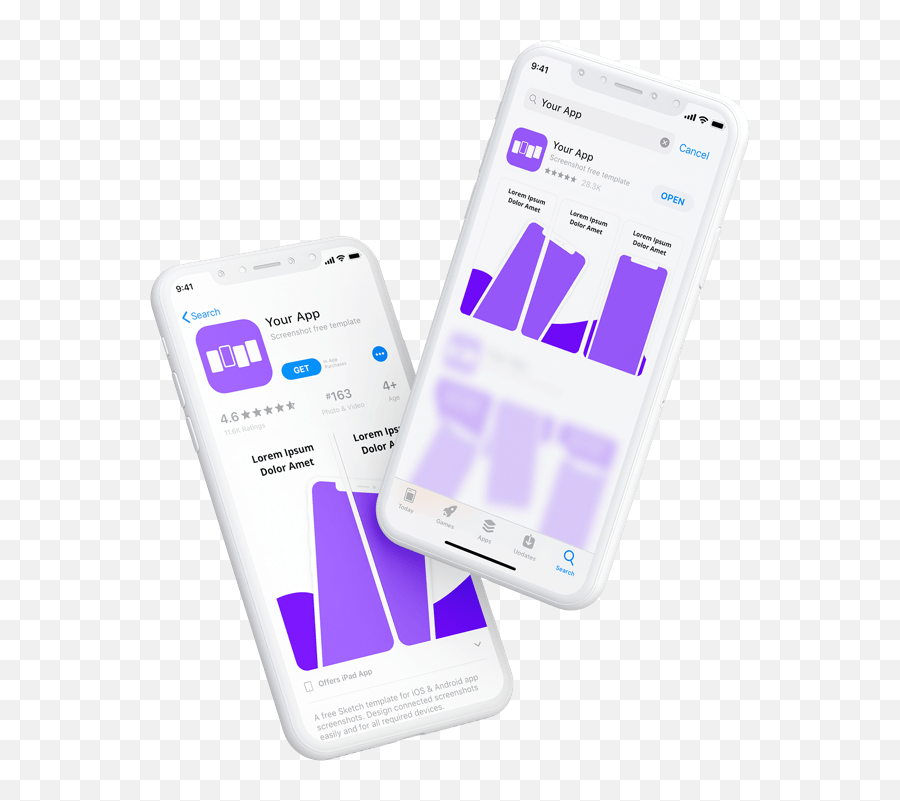 9:41
Search
Your App
Screenshot free template
GET
In-App
Purchases
4.6
#163
4+
11.6K Ratings
Photo & Video
Age
Lorem Ipsum
Dolor Amet
Lorem Ips
Dolor A
Offers iPad App
A free Sketch template for iOS & Android app
screenshots. Design connected screenshots
easily and for all required devices.
9:41
Your App
Cancel
Your App
Screenshot free template
28.3K
OPEN
Lorem Ipsum
Dolor Amet
Lorem Ipsum
Dolor Amet
Lorem Ipsum
Dolor Amet
Today
Games
Apps
Updates
Search